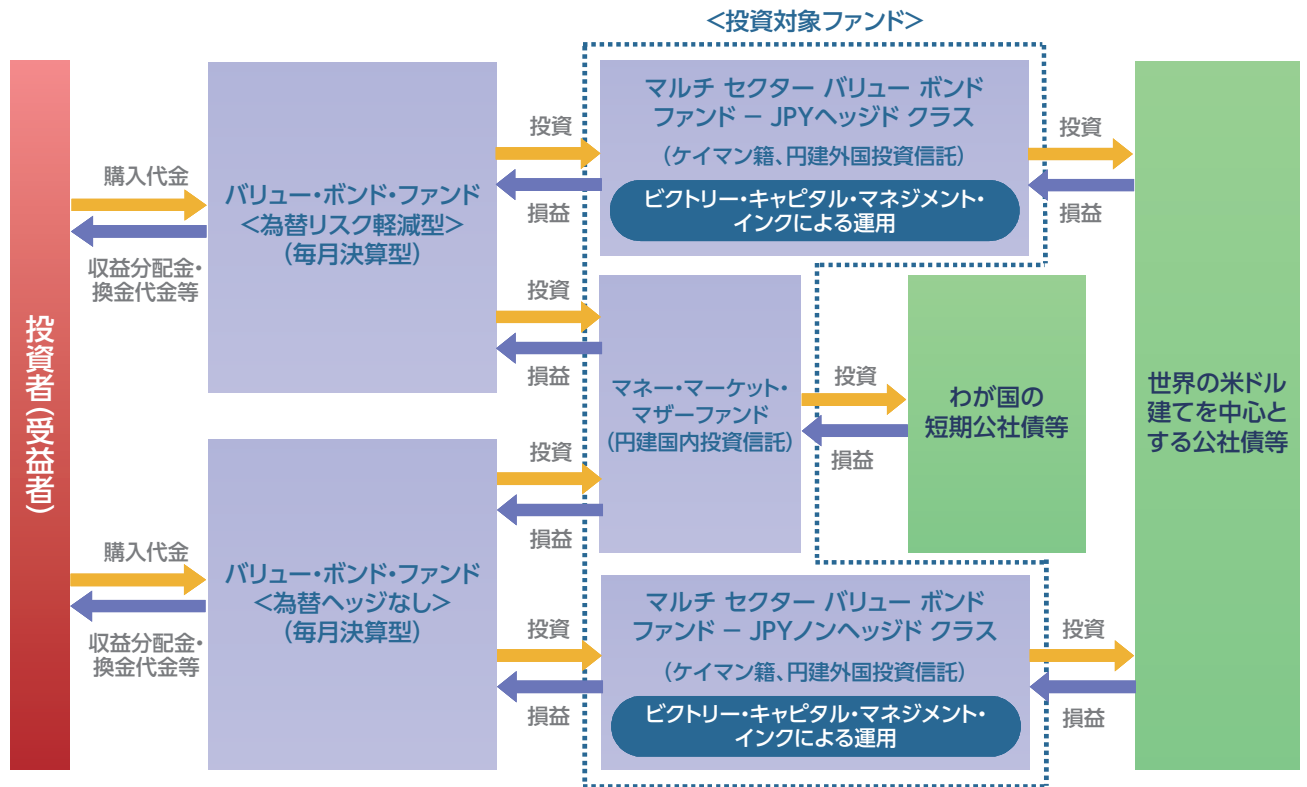 <投資対象ファンド>
投資者(受益者)
購入代金
収益分配金・
換金代金等
バリュー・ボンド・ファンド
<為替リスク軽減型>
(毎月決算型)
投資
損益
マルチ セクター バリュー ボンド
ファンド － JPYヘッジド クラス
(ケイマン籍、円建外国投資信託)
ビクトリー・キャピタル・マネジメント・
インクによる運用
投資
損益
投資
損益
マネー・マーケット・
マザーファンド
(円建国内投資信託)
投資
損益
わが国の
短期公社債等
世界の米ドル
建てを中心と
する公社債等
購入代金
収益分配金・
換金代金等
バリュー・ボンド・ファンド
<為替ヘッジなし>
(毎月決算型)
投資
損益
投資
損益
マルチ セクター バリュー ボンド
ファンド － JPYノンヘッジド クラス
(ケイマン籍、円建外国投資信託)
ビクトリー・キャピタル・マネジメント・
インクによる運用
投資
損益